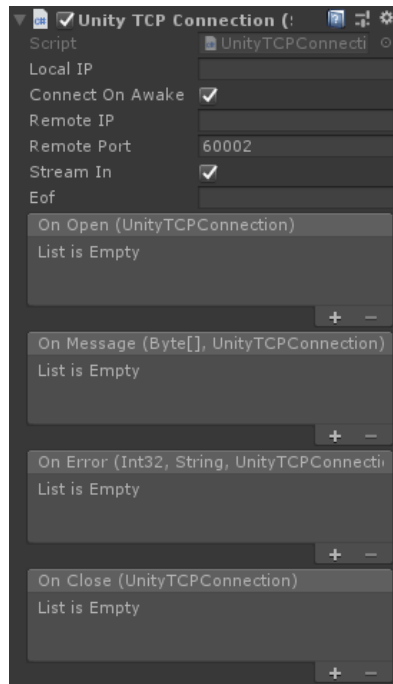 Unity TCP Connection (
Script UnityTCPConnecti
Local IP
Connect On Awake
Remote IP
Remote Port 60002
Stream In
Eof
On Open (UnityTCPConnection)
List is Empty
+ −
On Message (Byte[], UnityTCPConnection)
List is Empty
+ −
On Error (Int32, String, UnityTCPConnecti
List is Empty
+ −
On Close (UnityTCPConnection)
List is Empty
+ −